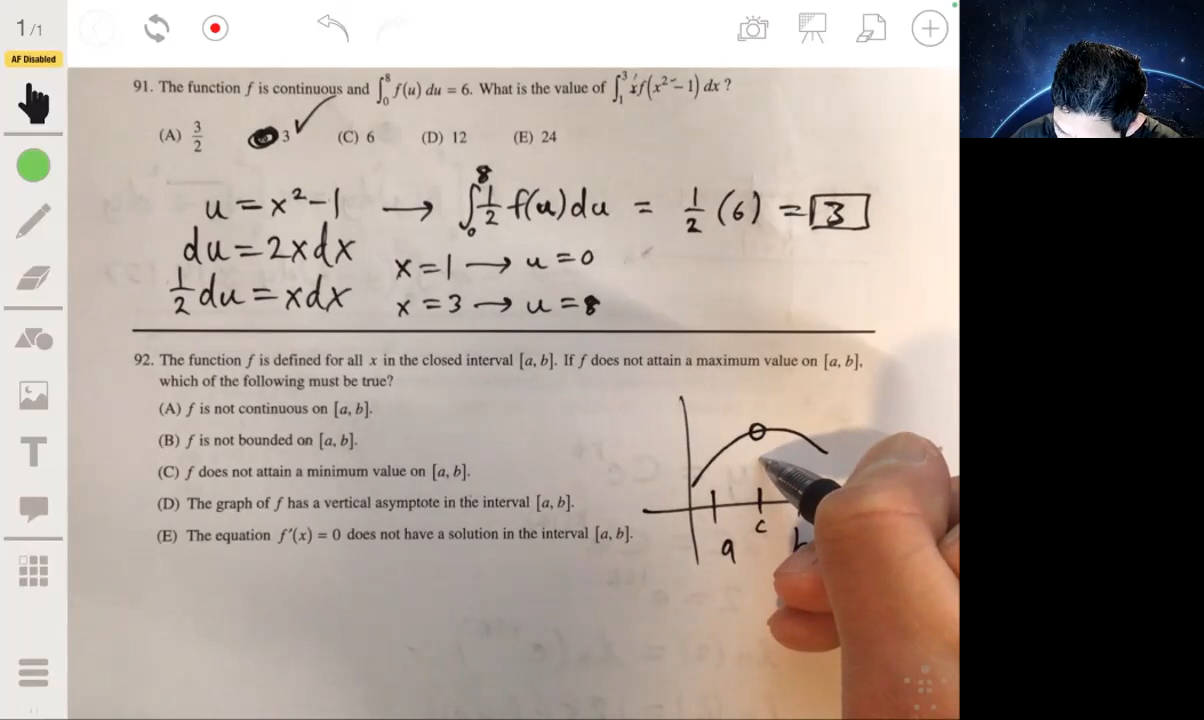 1/1
AF Disabled
91. The function f is continuous and ∫₀⁸ f(u) du = 6. What is the value of ∫₁³ xf(x² − 1) dx ?
(A) 3/2 3 ✓ (C) 6 (D) 12 (E) 24
u = x² − 1 → ∫₀⁸ 1/2 f(u) du = 1/2 (6) = 3
du = 2x dx
x = 1 → u = 0
1/2 du = x dx
x = 3 → u = 8
92. The function f is defined for all x in the closed interval [a, b]. If f does not attain a maximum value on [a, b],
which of the following must be true?
(A) f is not continuous on [a, b].
(B) f is not bounded on [a, b].
(C) f does not attain a minimum value on [a, b].
(D) The graph of f has a vertical asymptote in the interval [a, b].
(E) The equation f′(x) = 0 does not have a solution in the interval [a, b].
a c
T